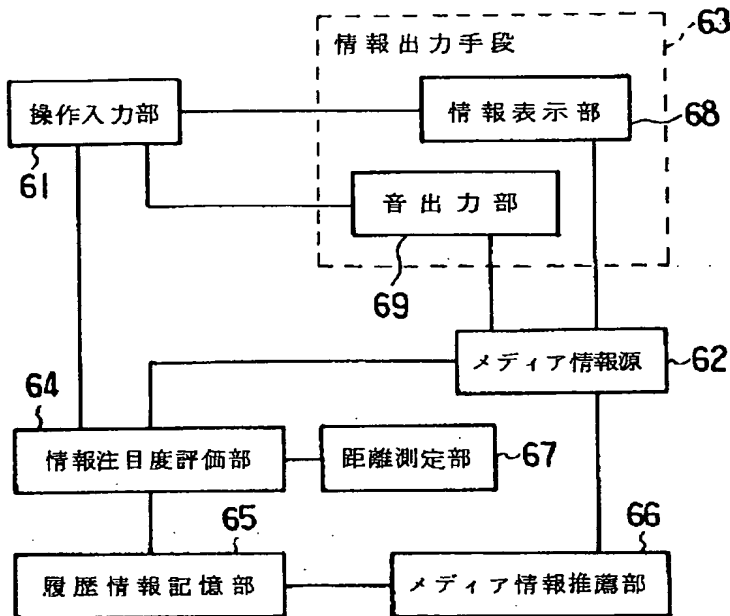 63
情報出力手段
操作入力部
情報表示部
68
61
音出力部
69
メディア情報源
62
64
情報注目度評価部
距離測定部
67
65
66
履歴情報記憶部
メディア情報推薦部